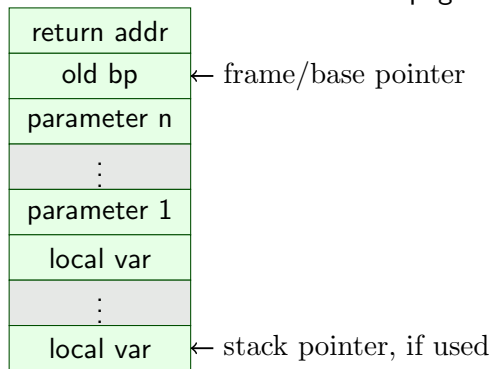 return addr
old bp ← frame/base pointer
parameter n
⋮
parameter 1
local var
⋮
local var ← stack pointer, if used